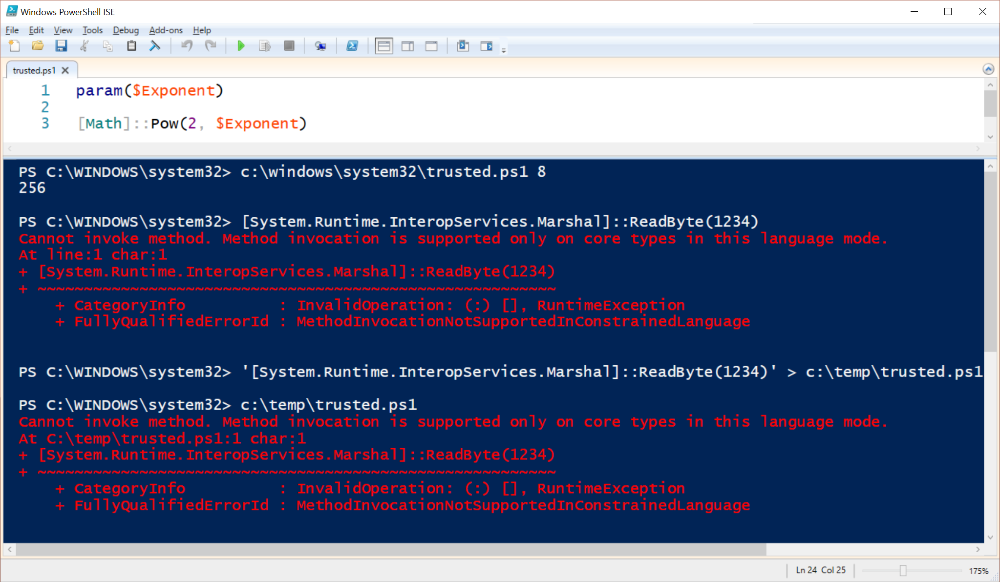 Windows PowerShell ISE
File Edit View Tools Debug Add-ons Help
trusted.ps1
1 param($Exponent)
2
3 [Math]::Pow(2, $Exponent)
PS C:\WINDOWS\system32> c:\windows\system32\trusted.ps1 8
256
PS C:\WINDOWS\system32> [System.Runtime.InteropServices.Marshal]::ReadByte(1234)
Cannot invoke method. Method invocation is supported only on core types in this language mode.
At line:1 char:1
+ [System.Runtime.InteropServices.Marshal]::ReadByte(1234)
+ ~~~~~~~~~~~~~~~~~~~~~~~~~~~~~~~~~~~~~~~~~~~~~~~~~~~~~~~~
    + CategoryInfo          : InvalidOperation: (:) [], RuntimeException
    + FullyQualifiedErrorId : MethodInvocationNotSupportedInConstrainedLanguage
PS C:\WINDOWS\system32> '[System.Runtime.InteropServices.Marshal]::ReadByte(1234)' > c:\temp\trusted.ps1
PS C:\WINDOWS\system32> c:\temp\trusted.ps1
Cannot invoke method. Method invocation is supported only on core types in this language mode.
At C:\temp\trusted.ps1:1 char:1
+ [System.Runtime.InteropServices.Marshal]::ReadByte(1234)
+ ~~~~~~~~~~~~~~~~~~~~~~~~~~~~~~~~~~~~~~~~~~~~~~~~~~~~~~~~
    + CategoryInfo          : InvalidOperation: (:) [], RuntimeException
    + FullyQualifiedErrorId : MethodInvocationNotSupportedInConstrainedLanguage
Ln 24 Col 25 175%